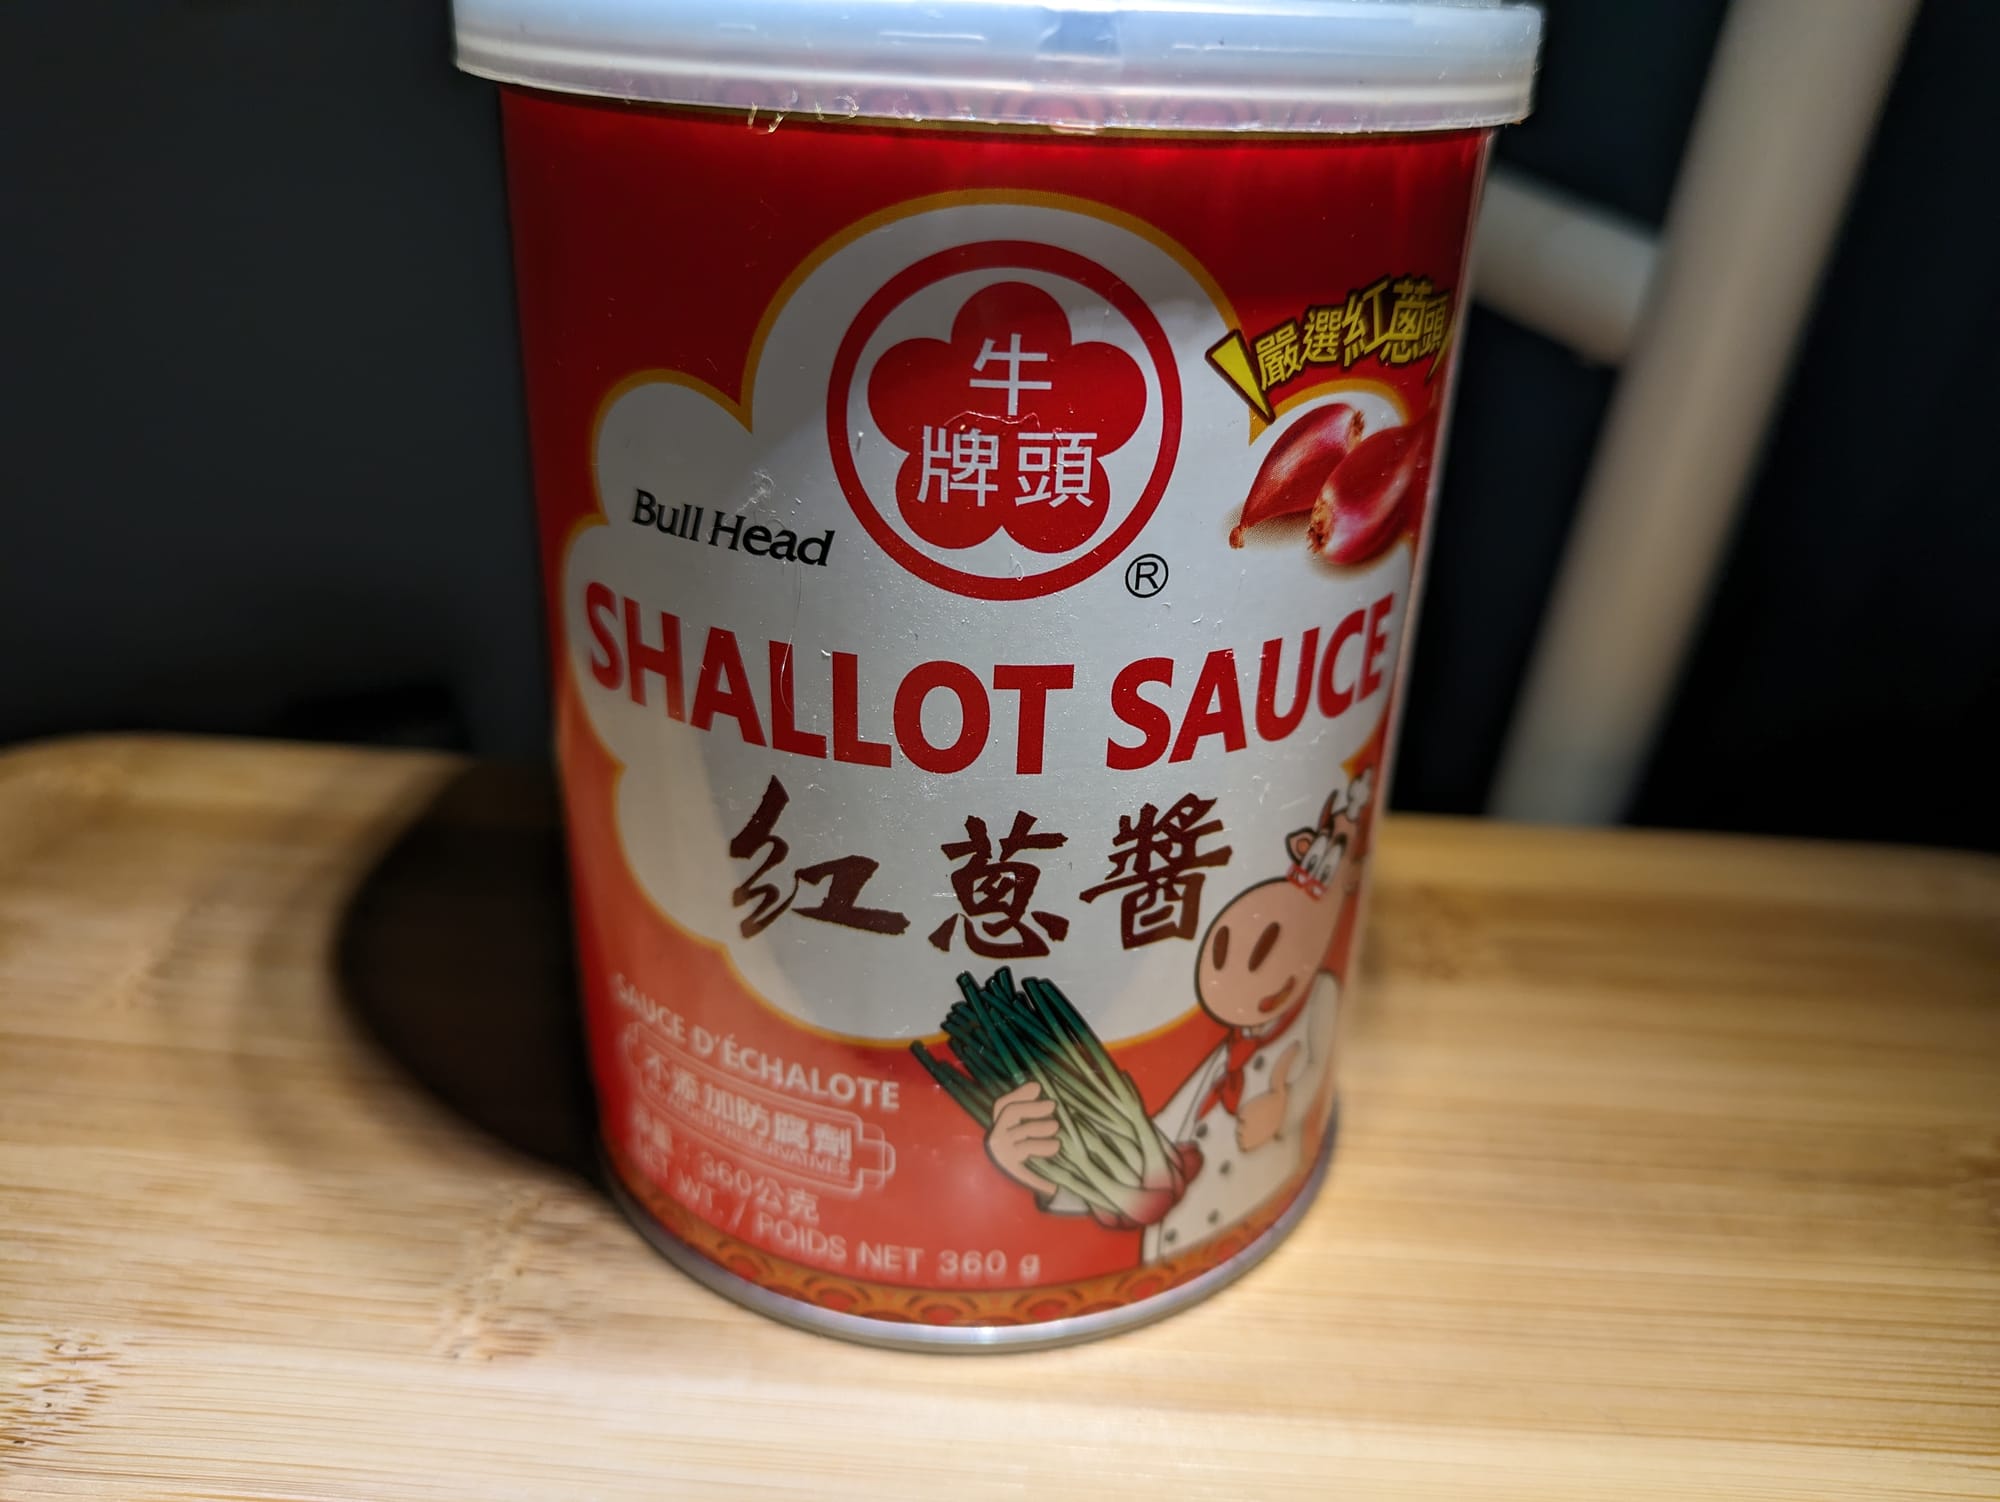 牛
牌頭
嚴選紅蔥頭
Bull Head
®
SHALLOT SAUCE
紅蔥醬
SAUCE D'ÉCHALOTE
不添加防腐劑
360公克
NET WT. / POIDS NET 360 g